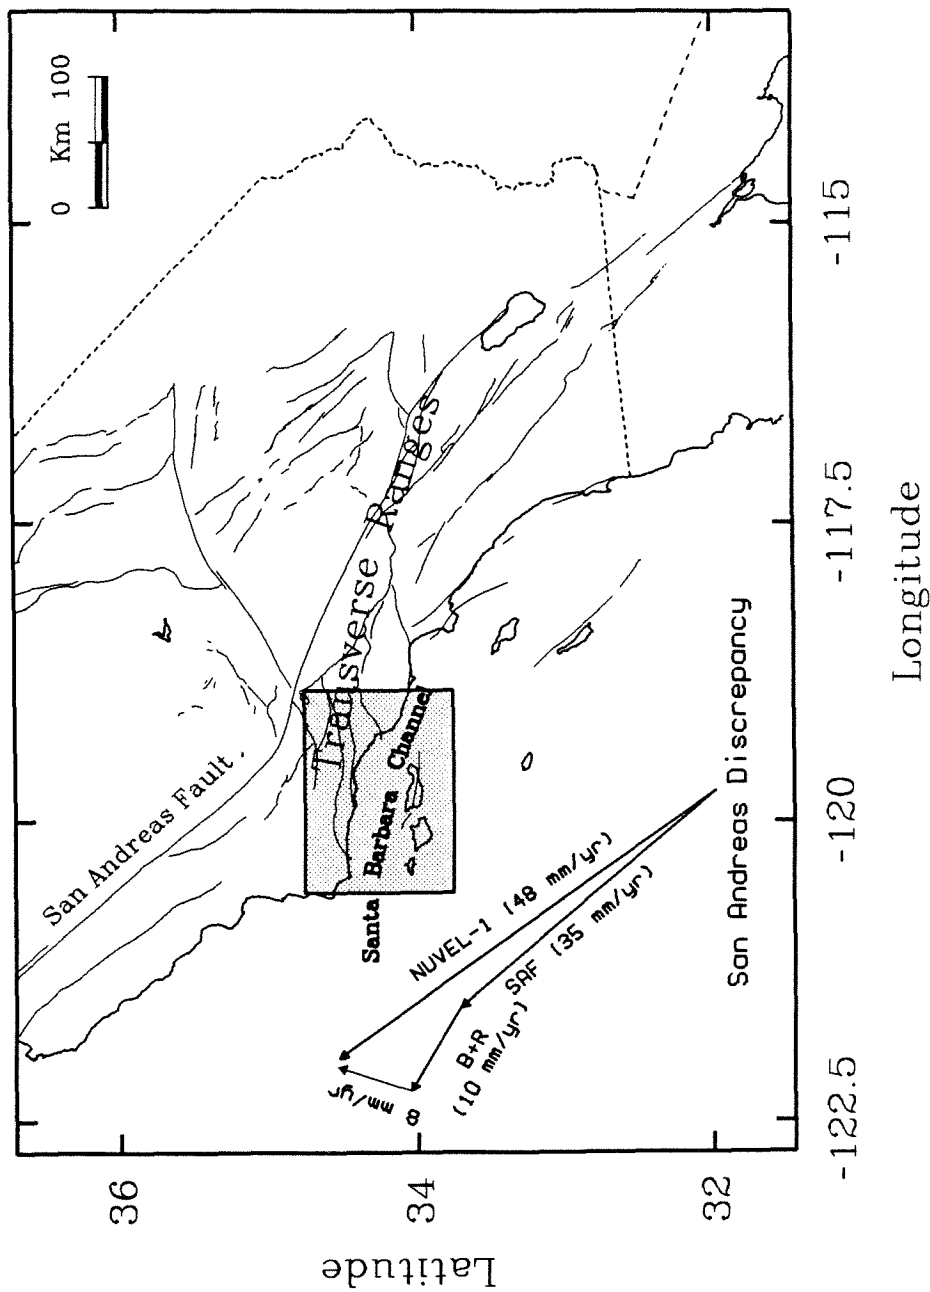 0 Km 100
San Andreas Fault
Transverse Ranges
Santa Barbara Channel
NUVEL-1 (48 mm/yr)
SAF (35 mm/yr)
B+R
(10 mm/yr)
8
mm/yr
San Andreas Discrepancy
36
34
32
Latitude
-122.5
-120
-117.5
-115
Longitude